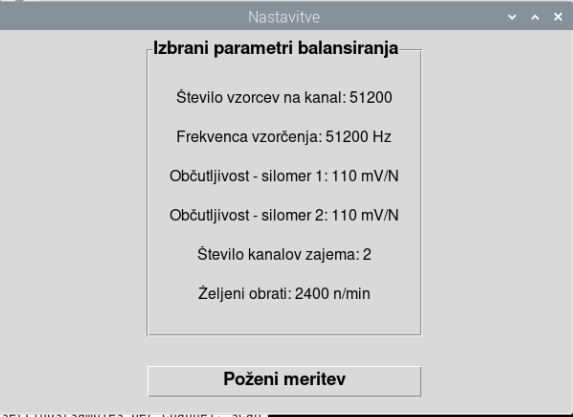 Nastavitve
Izbrani parametri balansiranja
Število vzorcev na kanal: 51200
Frekvenca vzorčenja: 51200 Hz
Občutljivost - silomer 1: 110 mV/N
Občutljivost - silomer 2: 110 mV/N
Število kanalov zajema: 2
Željeni obrati: 2400 n/min
Poženi meritev